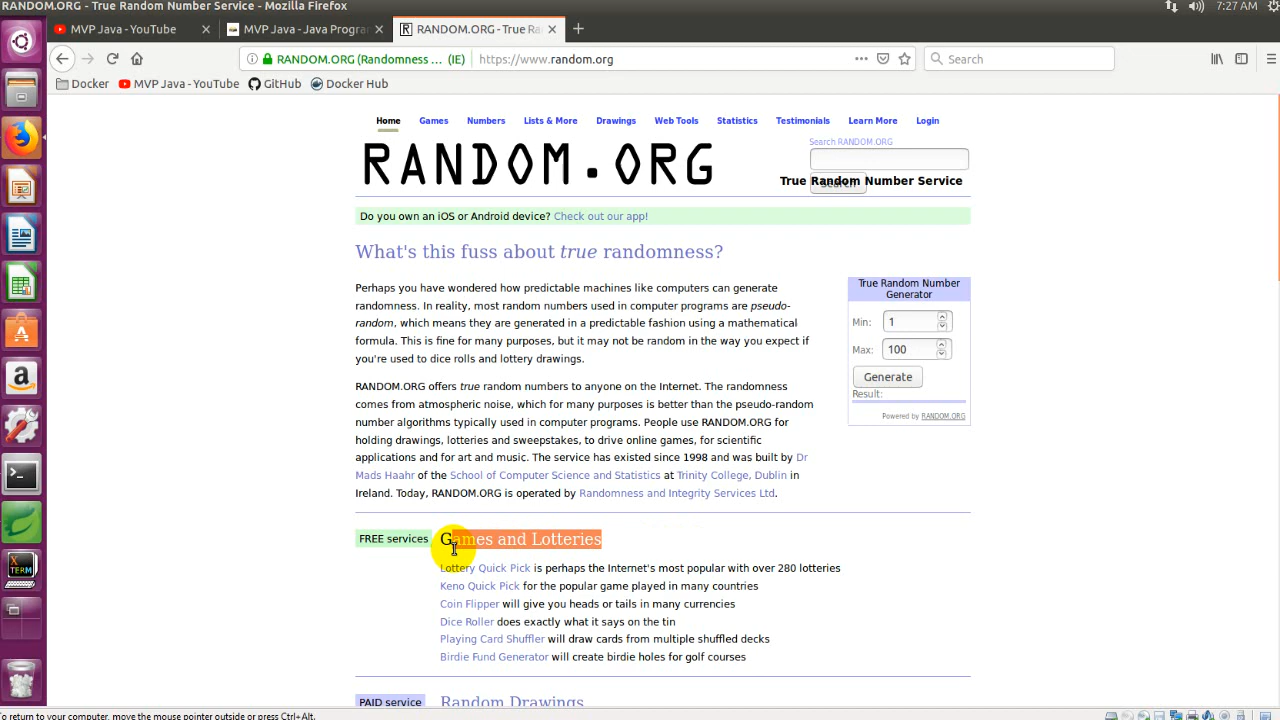 RANDOM.ORG - True Random Number Service - Mozilla Firefox
7:27 AM
MVP Java - YouTube
MVP Java - Java Progra
RANDOM.ORG - True R
RANDOM.ORG (Randomness ... (IE)
https://www.random.org
Search
Docker
MVP Java - YouTube
GitHub
Docker Hub
Home
Games
Numbers
Lists & More
Drawings
Web Tools
Statistics
Testimonials
Learn More
Login
Search RANDOM.ORG
RANDOM.ORG
Search
True Random Number Service
Do you own an iOS or Android device? Check out our app!
What's this fuss about true randomness?
Perhaps you have wondered how predictable machines like computers can generate
randomness. In reality, most random numbers used in computer programs are pseudo-
random, which means they are generated in a predictable fashion using a mathematical
formula. This is fine for many purposes, but it may not be random in the way you expect if
you're used to dice rolls and lottery drawings.
RANDOM.ORG offers true random numbers to anyone on the Internet. The randomness
comes from atmospheric noise, which for many purposes is better than the pseudo-random
number algorithms typically used in computer programs. People use RANDOM.ORG for
holding drawings, lotteries and sweepstakes, to drive online games, for scientific
applications and for art and music. The service has existed since 1998 and was built by Dr
Mads Haahr of the School of Computer Science and Statistics at Trinity College, Dublin in
Ireland. Today, RANDOM.ORG is operated by Randomness and Integrity Services Ltd.
True Random Number
Generator
Min: 1
Max: 100
Generate
Result:
Powered by RANDOM.ORG
FREE services
Games and Lotteries
Lottery Quick Pick is perhaps the Internet's most popular with over 280 lotteries
Keno Quick Pick for the popular game played in many countries
Coin Flipper will give you heads or tails in many currencies
Dice Roller does exactly what it says on the tin
Playing Card Shuffler will draw cards from multiple shuffled decks
Birdie Fund Generator will create birdie holes for golf courses
PAID service
Random Drawings
X
TERM
To return to your computer, move the mouse pointer outside or press Ctrl+Alt.